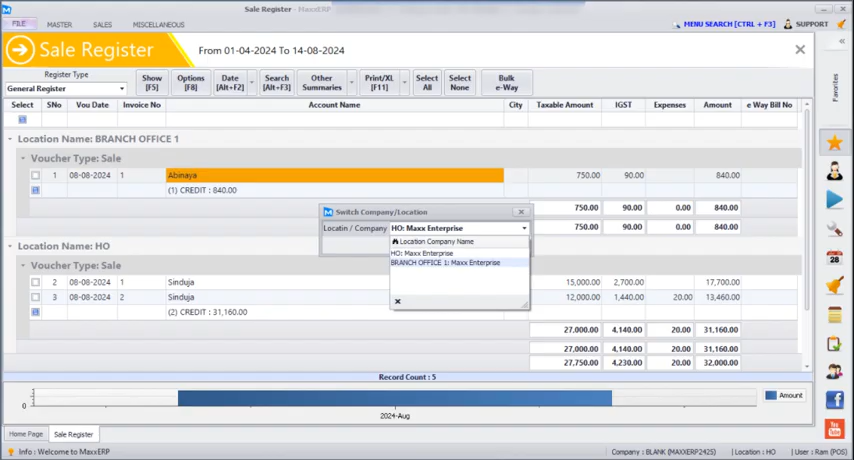 Sale Register - MaxxERP
FILE MASTER SALES MISCELLANEOUS
MENU SEARCH [CTRL + F3] SUPPORT
Sale Register From 01-04-2024 To 14-08-2024
Register Type
General Register
Show [F5]
Options [F8]
Date [Alt+F2]
Search [Alt+F3]
Other Summaries
Print/XL [F11]
Select All
Select None
Bulk e-Way
Favorites
Select SNo Vou Date Invoice No Account Name City Taxable Amount IGST Expenses Amount e Way Bill No
Location Name: BRANCH OFFICE 1
Voucher Type: Sale
1 08-08-2024 1 Abinaya 750.00 90.00 840.00
(1) CREDIT : 840.00
750.00 90.00 0.00 840.00
750.00 90.00 0.00 840.00
Switch Company/Location
Locatin / Company HO: Maxx Enterprise
Location Company Name
HO: Maxx Enterprise
BRANCH OFFICE 1: Maxx Enterprise
Location Name: HO
Voucher Type: Sale
2 08-08-2024 1 Sinduja 15,000.00 2,700.00 17,700.00
3 08-08-2024 2 Sinduja 12,000.00 1,440.00 20.00 13,460.00
(2) CREDIT : 31,160.00
27,000.00 4,140.00 20.00 31,160.00
27,000.00 4,140.00 20.00 31,160.00
27,750.00 4,230.00 20.00 32,000.00
Record Count : 5
0
2024-Aug
Amount
28
You Tube
Home Page Sale Register
Info : Welcome to MaxxERP Company : BLANK (MAXXERP2425) Location : HO User : Ram (POS)